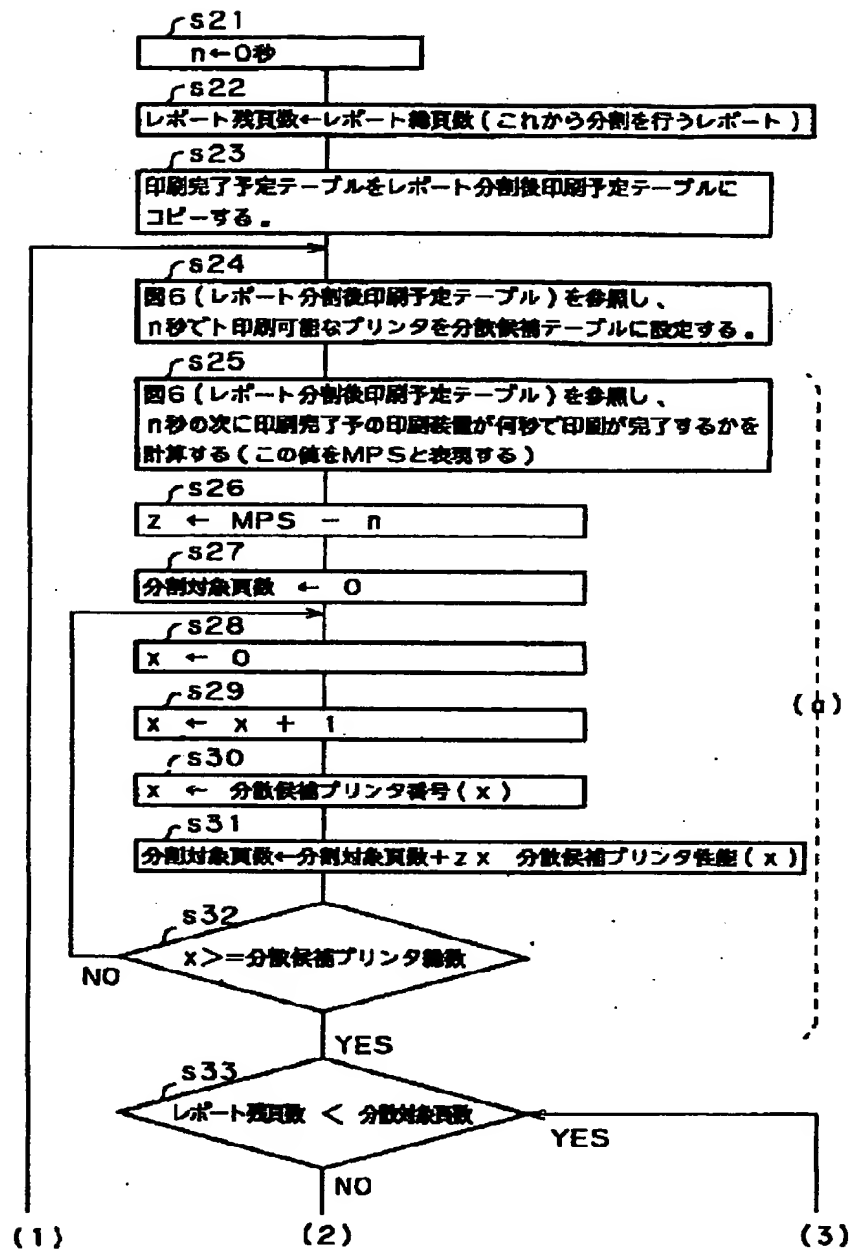 s21
n←0秒
s22
レポート残頁数←レポート総頁数(これから分割を行うレポート)
s23
印刷完了予定テーブルをレポート分割後印刷予定テーブルに
コピーする。
s24
図6(レポート分割後印刷予定テーブル)を参照し、
n秒でト印刷可能なプリンタを分散候補テーブルに設定する。
s25
図6(レポート分割後印刷予定テーブル)を参照し、
n秒の次に印刷完了予の印刷装置が何秒で印刷が完了するかを
計算する(この値をMPSと表現する)
s26
z ← MPS - n
s27
分割対象頁数 ← 0
s28
x ← 0
s29
x ← x + 1
(a)
s30
x ← 分散候補プリンタ番号(x)
s31
分割対象頁数←分割対象頁数+z x 分散候補プリンタ性能(x)
s32
x>=分散候補プリンタ総数
NO
YES
s33
レポート残頁数 < 分散対象頁数
YES
NO
(1) (2) (3)